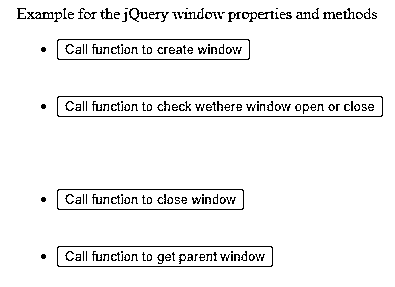 Example for the jQuery window properties and methods
Call function to create window
Call function to check wethere window open or close
Call function to close window
Call function to get parent window